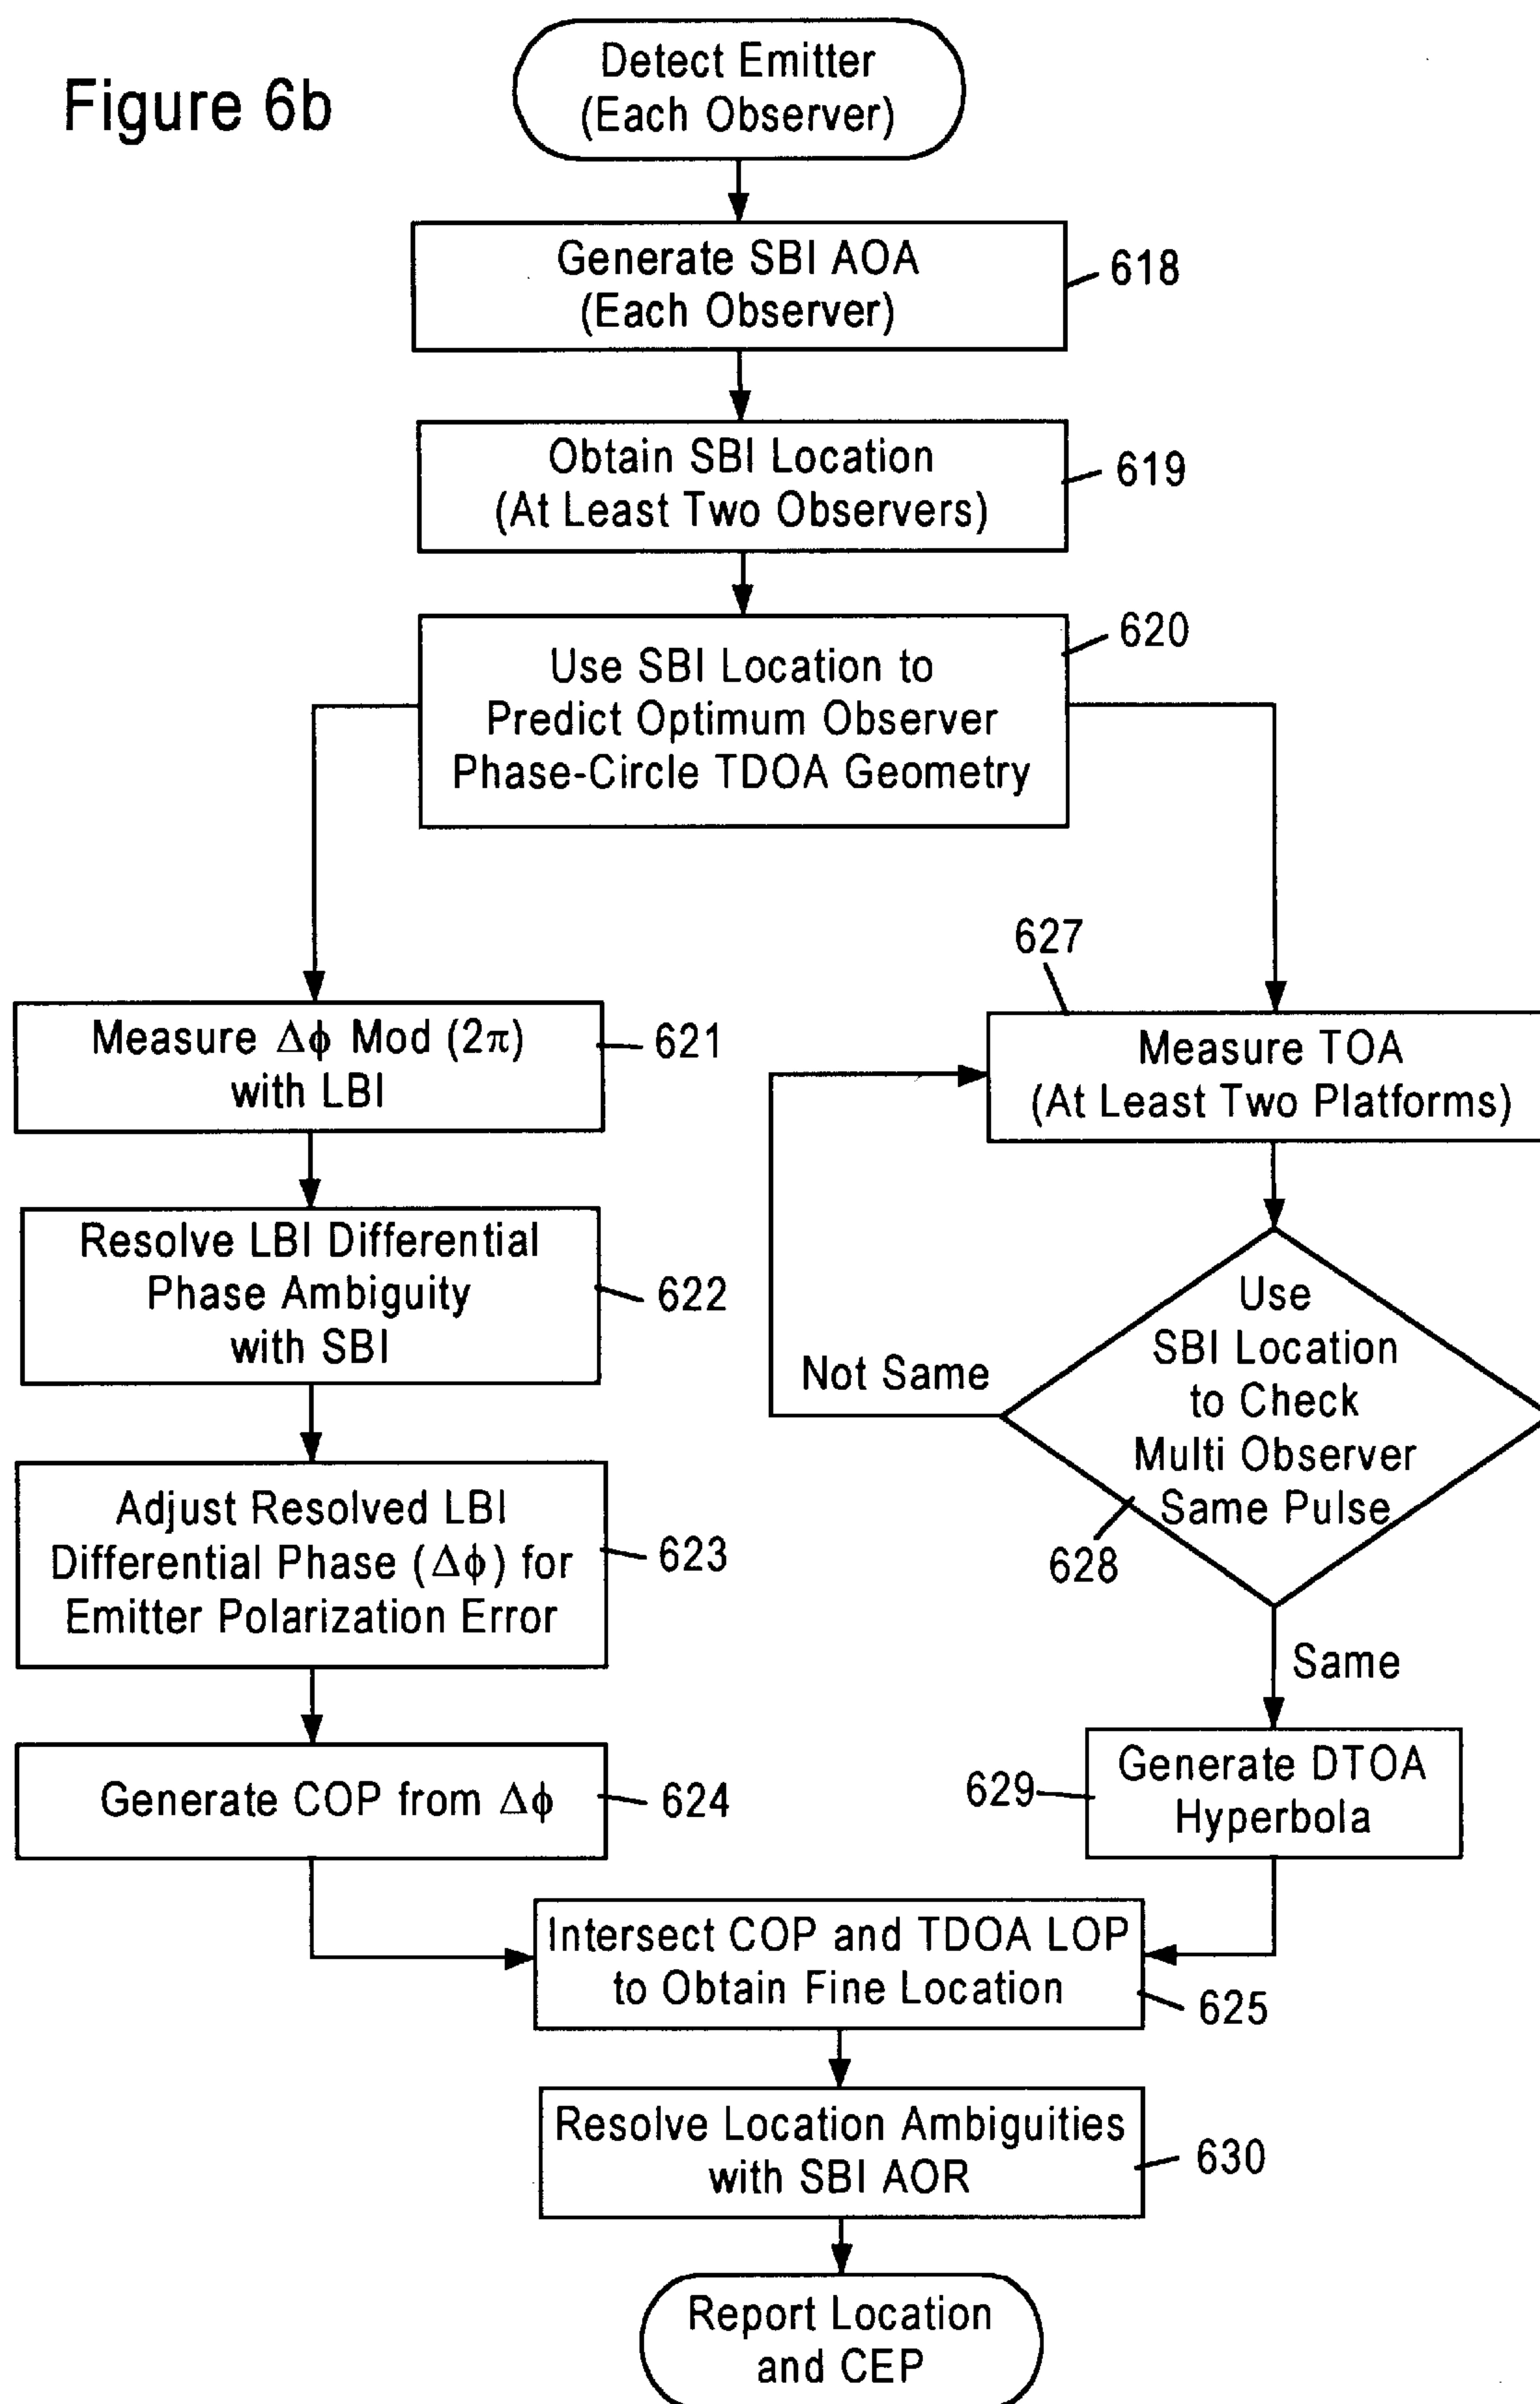 Figure 6b
Detect Emitter
(Each Observer)
Generate SBI AOA
(Each Observer)
618
Obtain SBI Location
(At Least Two Observers)
619
620
Use SBI Location to
Predict Optimum Observer
Phase-Circle TDOA Geometry
Measure Δϕ Mod (2π)
with LBI
621
Resolve LBI Differential
Phase Ambiguity
with SBI
622
Adjust Resolved LBI
Differential Phase (Δϕ) for
Emitter Polarization Error
623
Generate COP from Δϕ
624
627
Measure TOA
(At Least Two Platforms)
Not Same
Use
SBI Location
to Check
Multi Observer
Same Pulse
628
Same
629
Generate DTOA
Hyperbola
Intersect COP and TDOA LOP
to Obtain Fine Location
625
Resolve Location Ambiguities
with SBI AOR
630
Report Location
and CEP